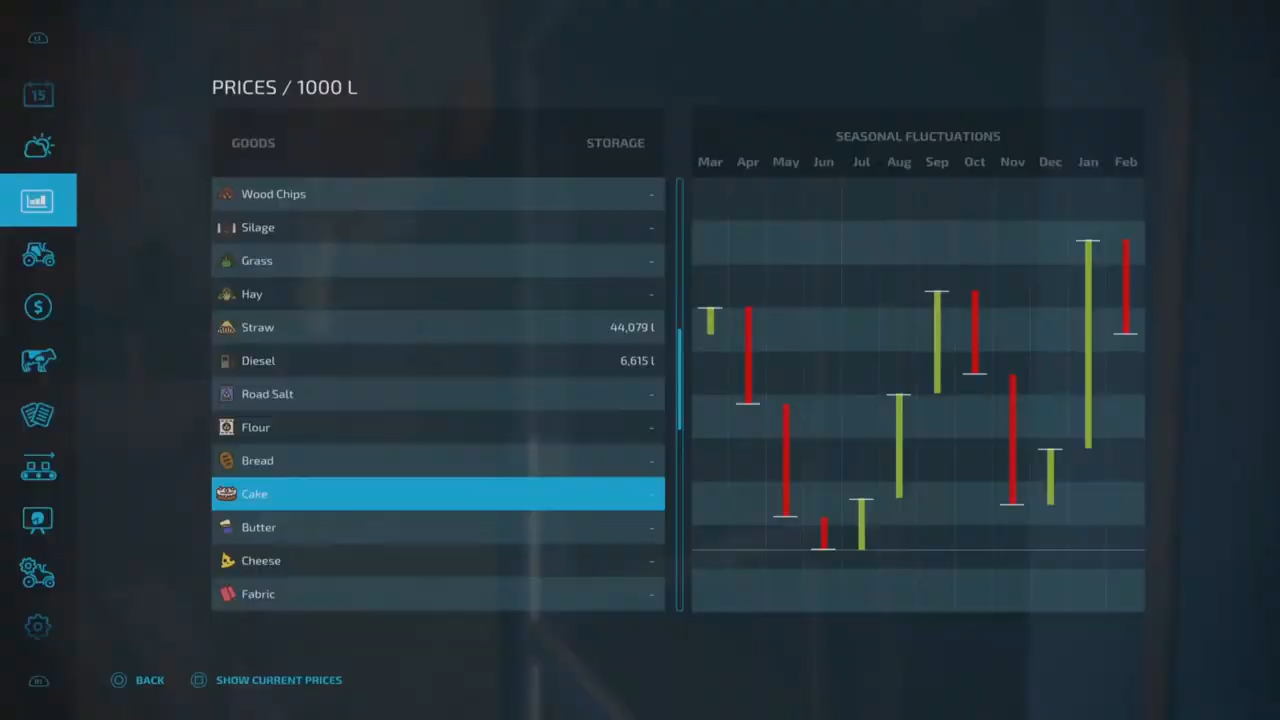 PRICES / 1000 L
GOODS STORAGE
SEASONAL FLUCTUATIONS
Mar Apr May Jun Jul Aug Sep Oct Nov Dec Jan Feb
15
Wood Chips -
Silage -
Grass -
Hay -
Straw 44,079 l
Diesel 6,615 l
Road Salt -
Flour -
Bread -
Cake -
Butter -
Cheese -
Fabric -
BACK SHOW CURRENT PRICES